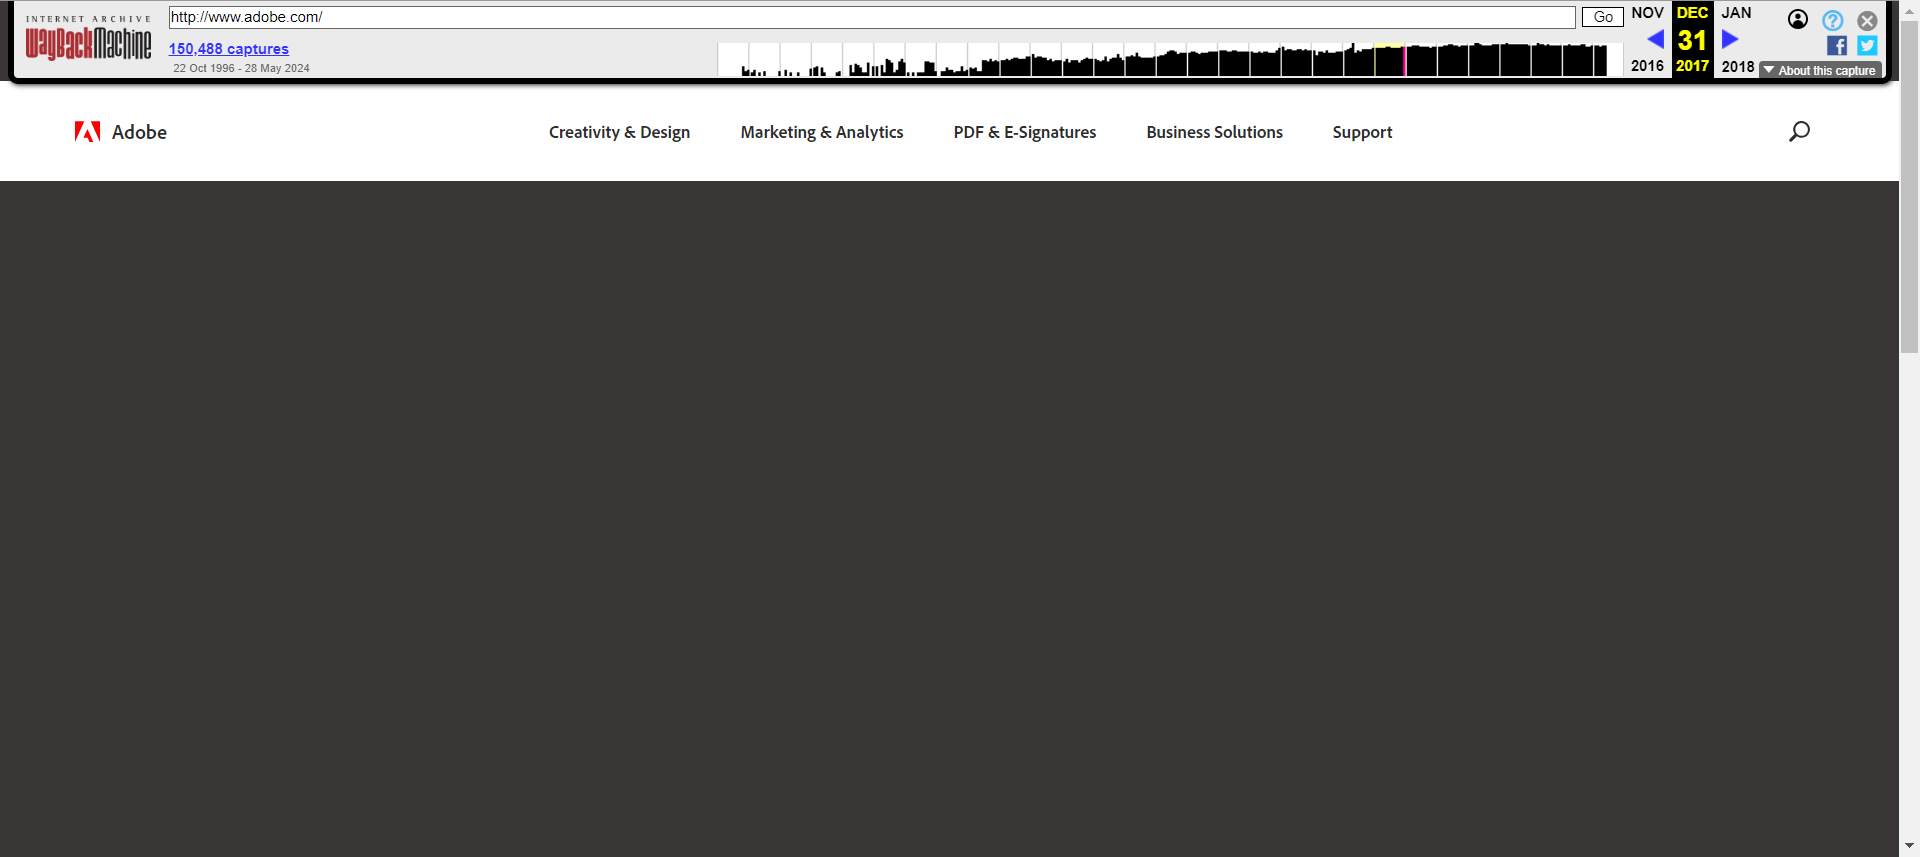 INTERNET ARCHIVE
WayBackMachine
http://www.adobe.com/
Go
150,488 captures
22 Oct 1996 - 28 May 2024
NOV DEC JAN
31
2016 2017 2018
About this capture
Adobe
Creativity & Design
Marketing & Analytics
PDF & E-Signatures
Business Solutions
Support